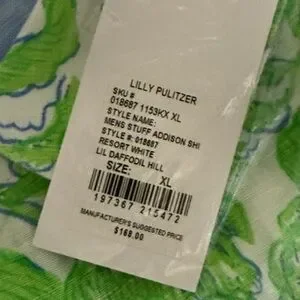 LILLY PULITZER
SKU #
018687 1153KX XL
STYLE NAME:
MENS STUFF ADDISON SHI
STYLE #: 018687
RESORT WHITE
LIL DAFFODIL HILL
SIZE: XL
197367 215472
MANUFACTURER'S SUGGESTED PRICE
$168.00